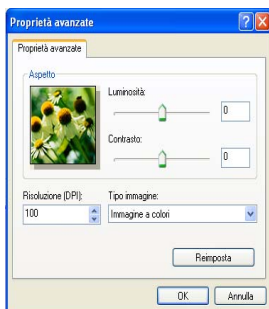 Proprietà avanzate
Proprietà avanzate
Aspetto
Luminosità:
0
Contrasto:
0
Risoluzione (DPI):
Tipo immagine:
100
Immagine a colori
Reimposta
OK
Annulla